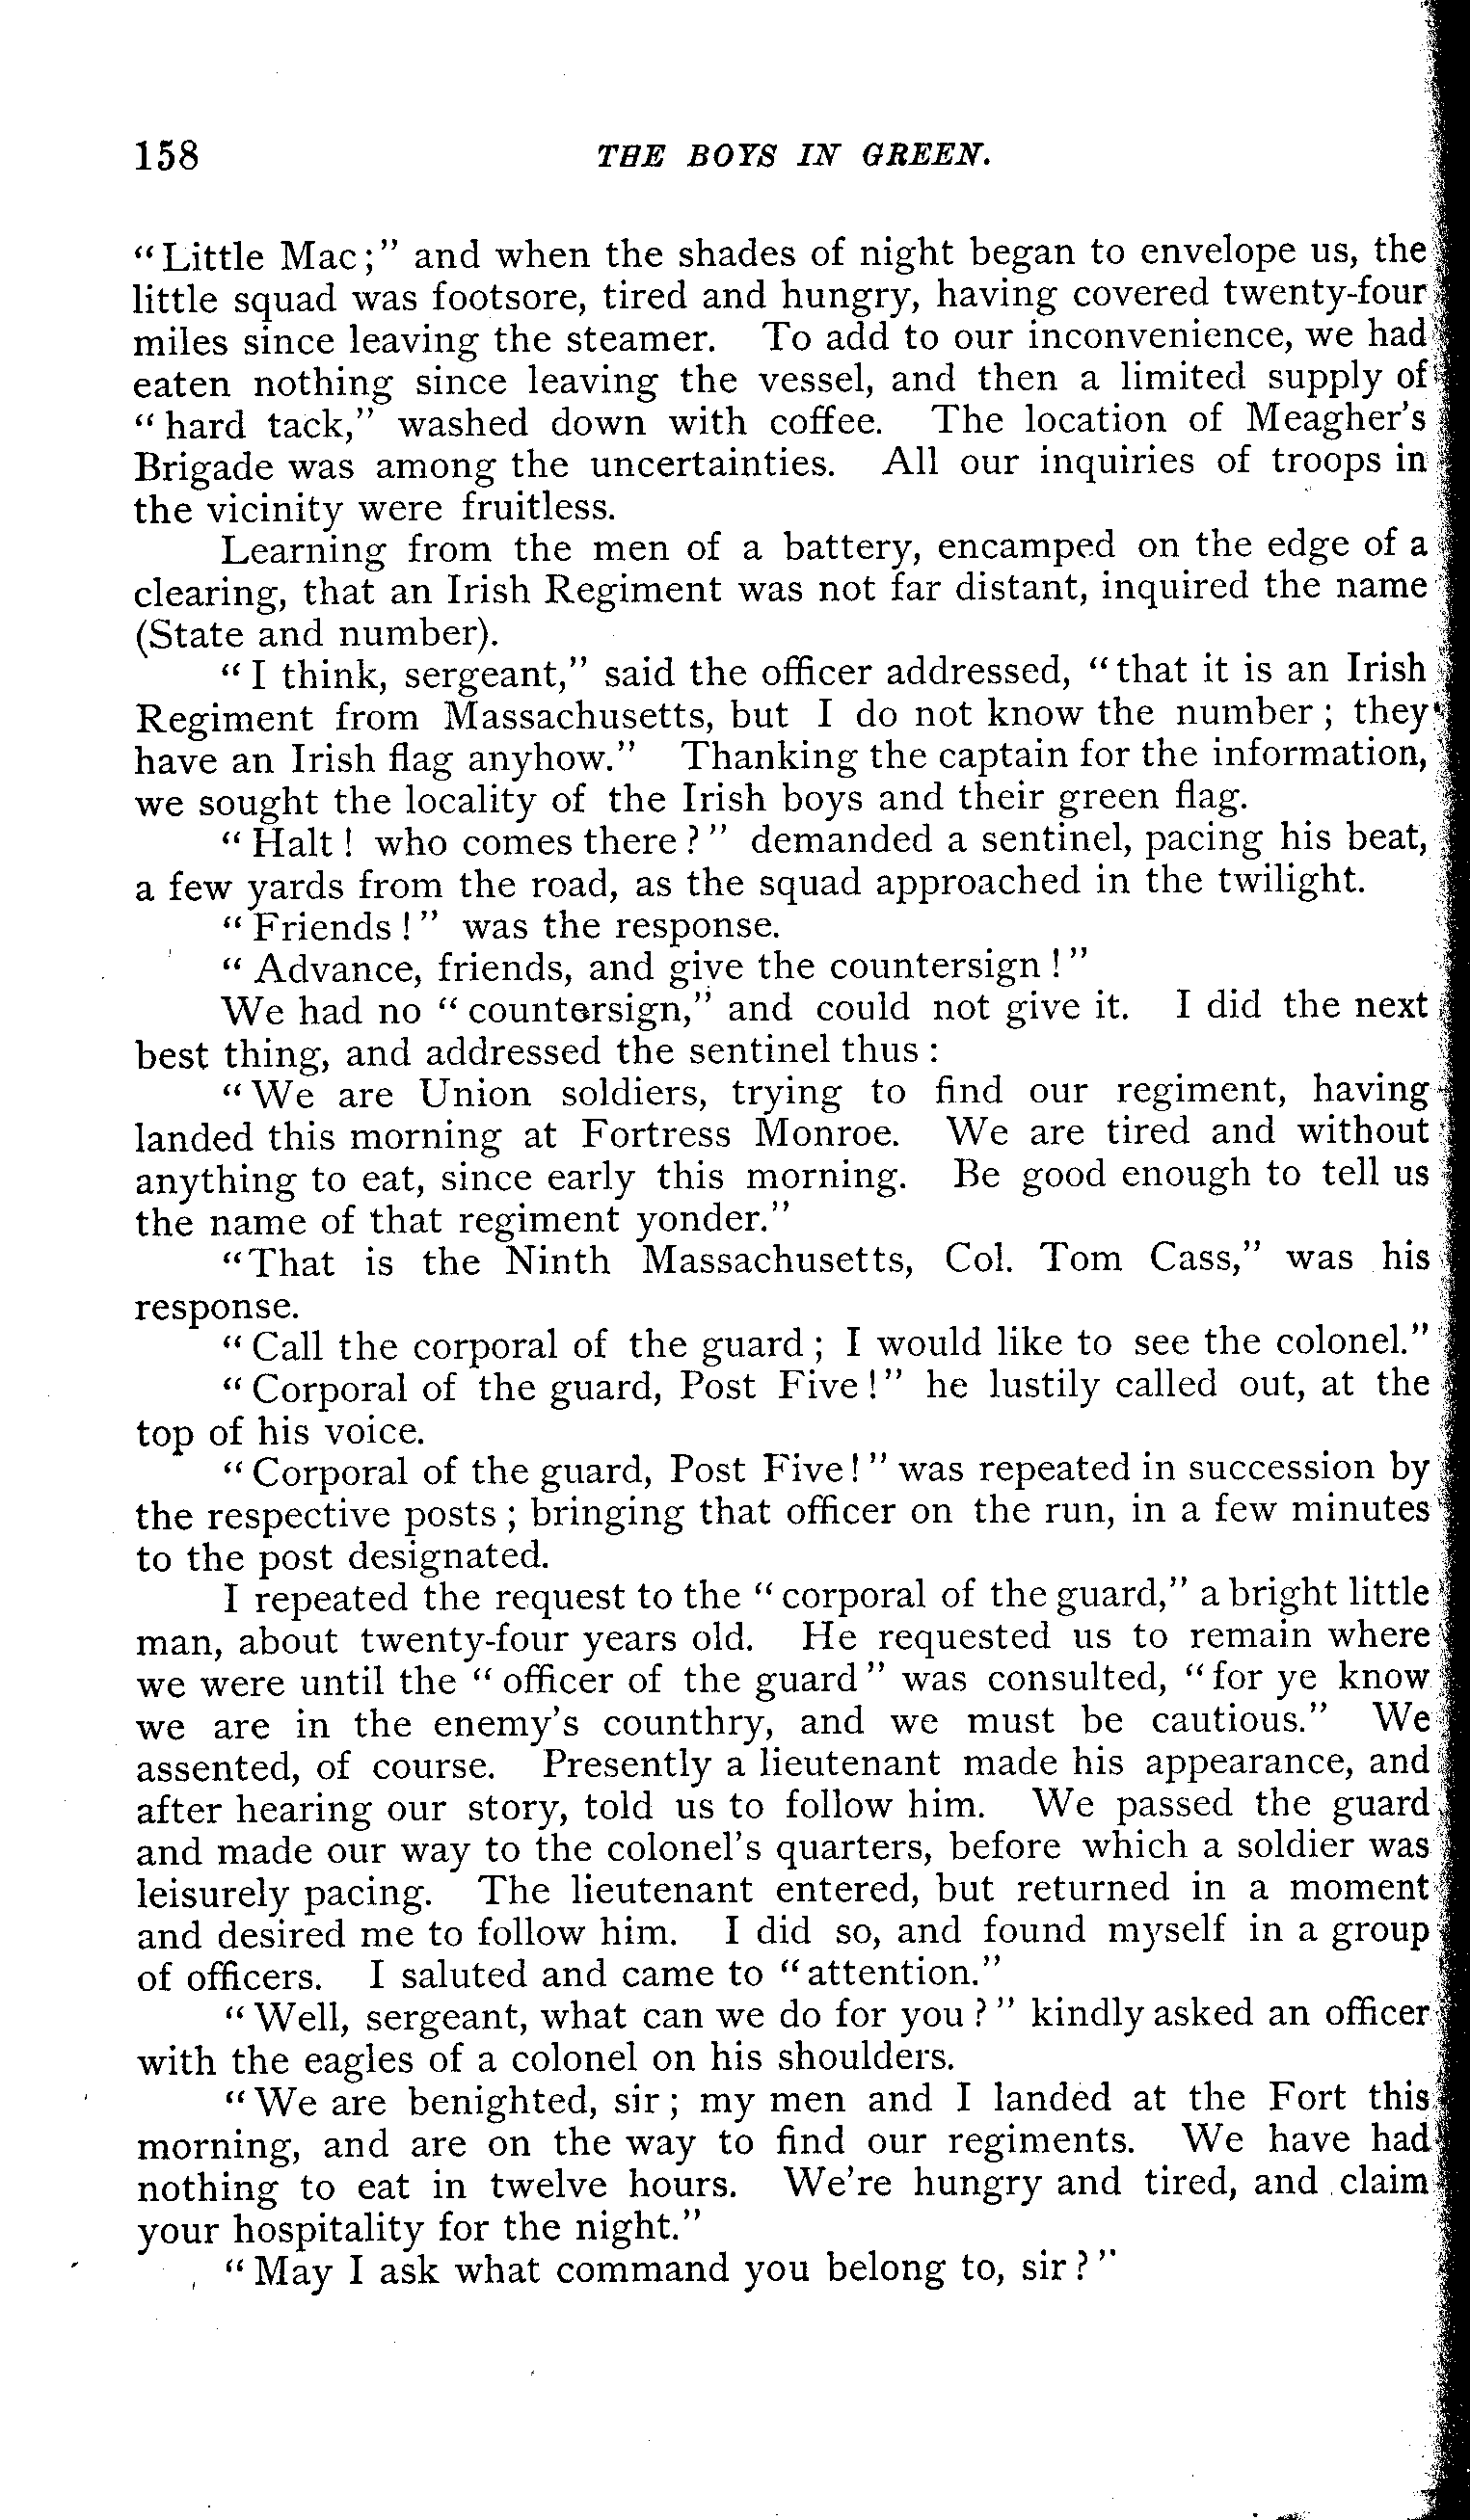 158 THE BOYS IN GREEN.
"Little Mac;" and when the shades of night began to envelope us, the
little squad was footsore, tired and hungry, having covered twenty-four
miles since leaving the steamer. To add to our inconvenience, we had
eaten nothing since leaving the vessel, and then a limited supply of
"hard tack," washed down with coffee. The location of Meagher's
Brigade was among the uncertainties. All our inquiries of troops in
the vicinity were fruitless.
Learning from the men of a battery, encamped on the edge of a
clearing, that an Irish Regiment was not far distant, inquired the name
(State and number).
"I think, sergeant," said the officer addressed, "that it is an Irish
Regiment from Massachusetts, but I do not know the number; they
have an Irish flag anyhow." Thanking the captain for the information,
we sought the locality of the Irish boys and their green flag.
"Halt! who comes there?" demanded a sentinel, pacing his beat,
a few yards from the road, as the squad approached in the twilight.
"Friends!" was the response.
"Advance, friends, and give the countersign!"
We had no "countersign," and could not give it. I did the next
best thing, and addressed the sentinel thus:
"We are Union soldiers, trying to find our regiment, having
landed this morning at Fortress Monroe. We are tired and without
anything to eat, since early this morning. Be good enough to tell us
the name of that regiment yonder."
"That is the Ninth Massachusetts, Col. Tom Cass," was his
response.
"Call the corporal of the guard; I would like to see the colonel."
"Corporal of the guard, Post Five!" he lustily called out, at the
top of his voice.
"Corporal of the guard, Post Five!" was repeated in succession by
the respective posts; bringing that officer on the run, in a few minutes
to the post designated.
I repeated the request to the "corporal of the guard," a bright little
man, about twenty-four years old. He requested us to remain where
we were until the "officer of the guard" was consulted, "for ye know
we are in the enemy's counthry, and we must be cautious." We
assented, of course. Presently a lieutenant made his appearance, and
after hearing our story, told us to follow him. We passed the guard
and made our way to the colonel's quarters, before which a soldier was
leisurely pacing. The lieutenant entered, but returned in a moment
and desired me to follow him. I did so, and found myself in a group
of officers. I saluted and came to "attention."
"Well, sergeant, what can we do for you?" kindly asked an officer
with the eagles of a colonel on his shoulders.
"We are benighted, sir; my men and I landed at the Fort this
morning, and are on the way to find our regiments. We have had
nothing to eat in twelve hours. We're hungry and tired, and claim
your hospitality for the night."
"May I ask what command you belong to, sir?"